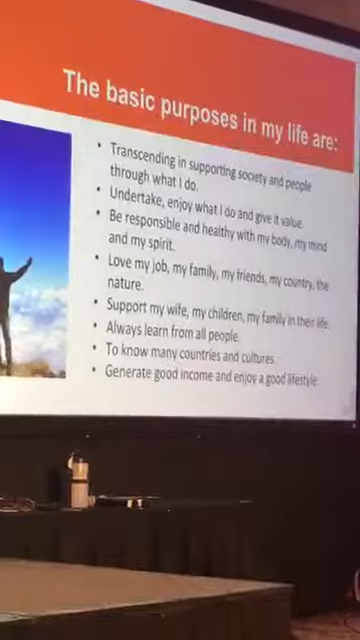 The basic purposes in my life are:
• Transcending in supporting society and people
through what I do.
• Undertake, enjoy what I do and give it value.
• Be responsible and healthy with my body, my mind
and my spirit.
• Love my job, my family, my friends, my country, the
nature.
• Support my wife, my children, my family in their life.
• Always learn from all people.
• To know many countries and cultures.
• Generate good income and enjoy a good lifestyle.